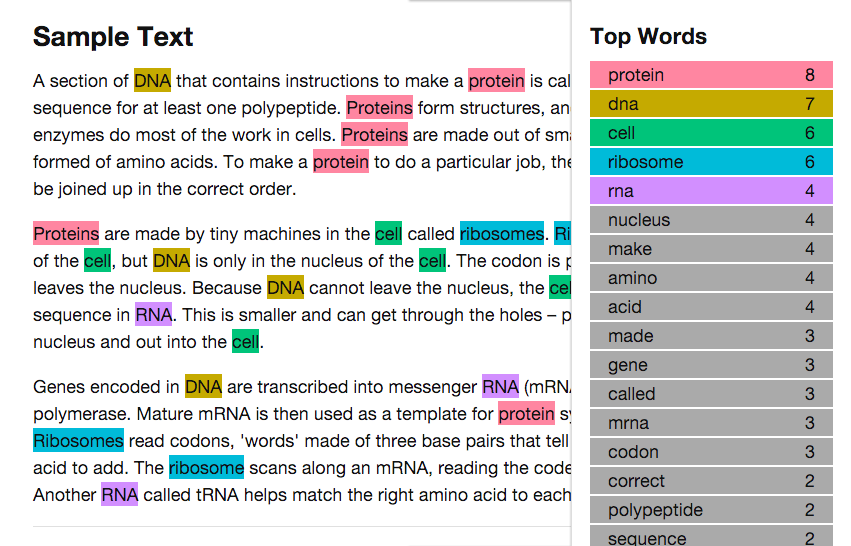 Sample Text
A section of DNA that contains instructions to make a protein is cal
sequence for at least one polypeptide. Proteins form structures, an
enzymes do most of the work in cells. Proteins are made out of sma
formed of amino acids. To make a protein to do a particular job, the
be joined up in the correct order.
Proteins are made by tiny machines in the cell called ribosomes. Ri
of the cell, but DNA is only in the nucleus of the cell. The codon is p
leaves the nucleus. Because DNA cannot leave the nucleus, the cel
sequence in RNA. This is smaller and can get through the holes – p
nucleus and out into the cell.
Genes encoded in DNA are transcribed into messenger RNA (mRNA
polymerase. Mature mRNA is then used as a template for protein sy
Ribosomes read codons, 'words' made of three base pairs that tell
acid to add. The ribosome scans along an mRNA, reading the code
Another RNA called tRNA helps match the right amino acid to each
Top Words
protein 8
dna 7
cell 6
ribosome 6
rna 4
nucleus 4
make 4
amino 4
acid 4
made 3
gene 3
called 3
mrna 3
codon 3
correct 2
polypeptide 2
sequence 2